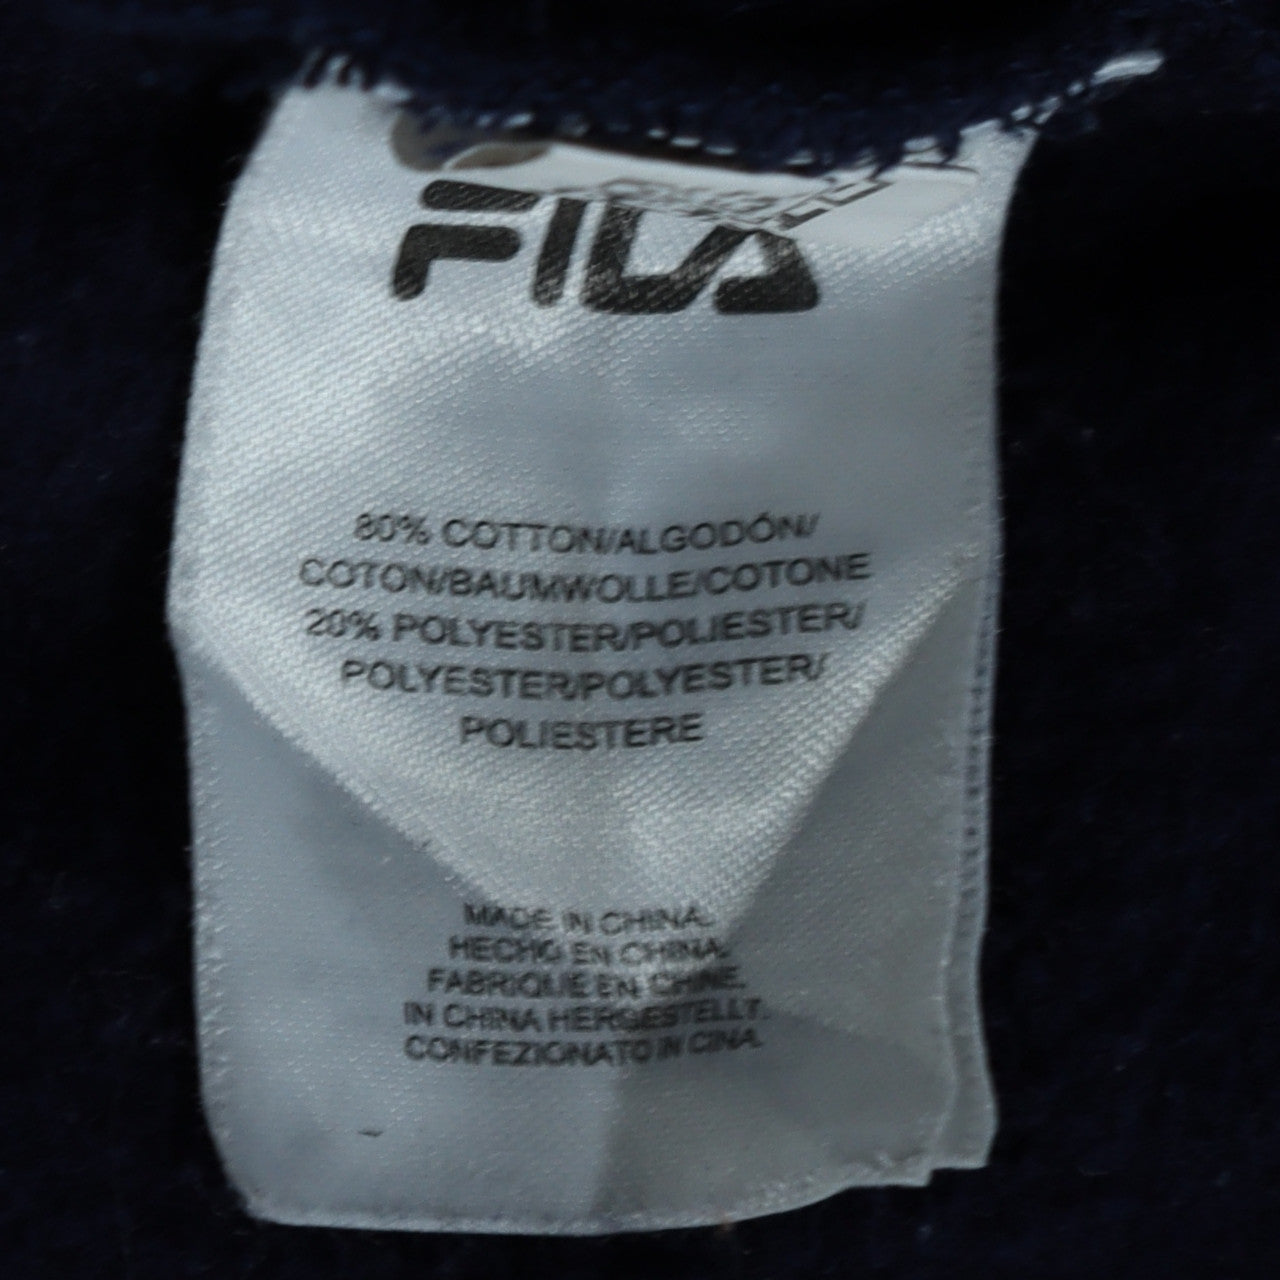 FILA
80% COTTON/ALGODÓN/
COTON/BAUMWOLLE/COTONE
20% POLYESTER/POLIESTER/
POLYESTER/POLYESTER/
POLIESTERE
MADE IN CHINA.
HECHO EN CHINA.
FABRIQUE EN CHINE.
IN CHINA HERGESTELLT.
CONFEZIONATO IN CINA.